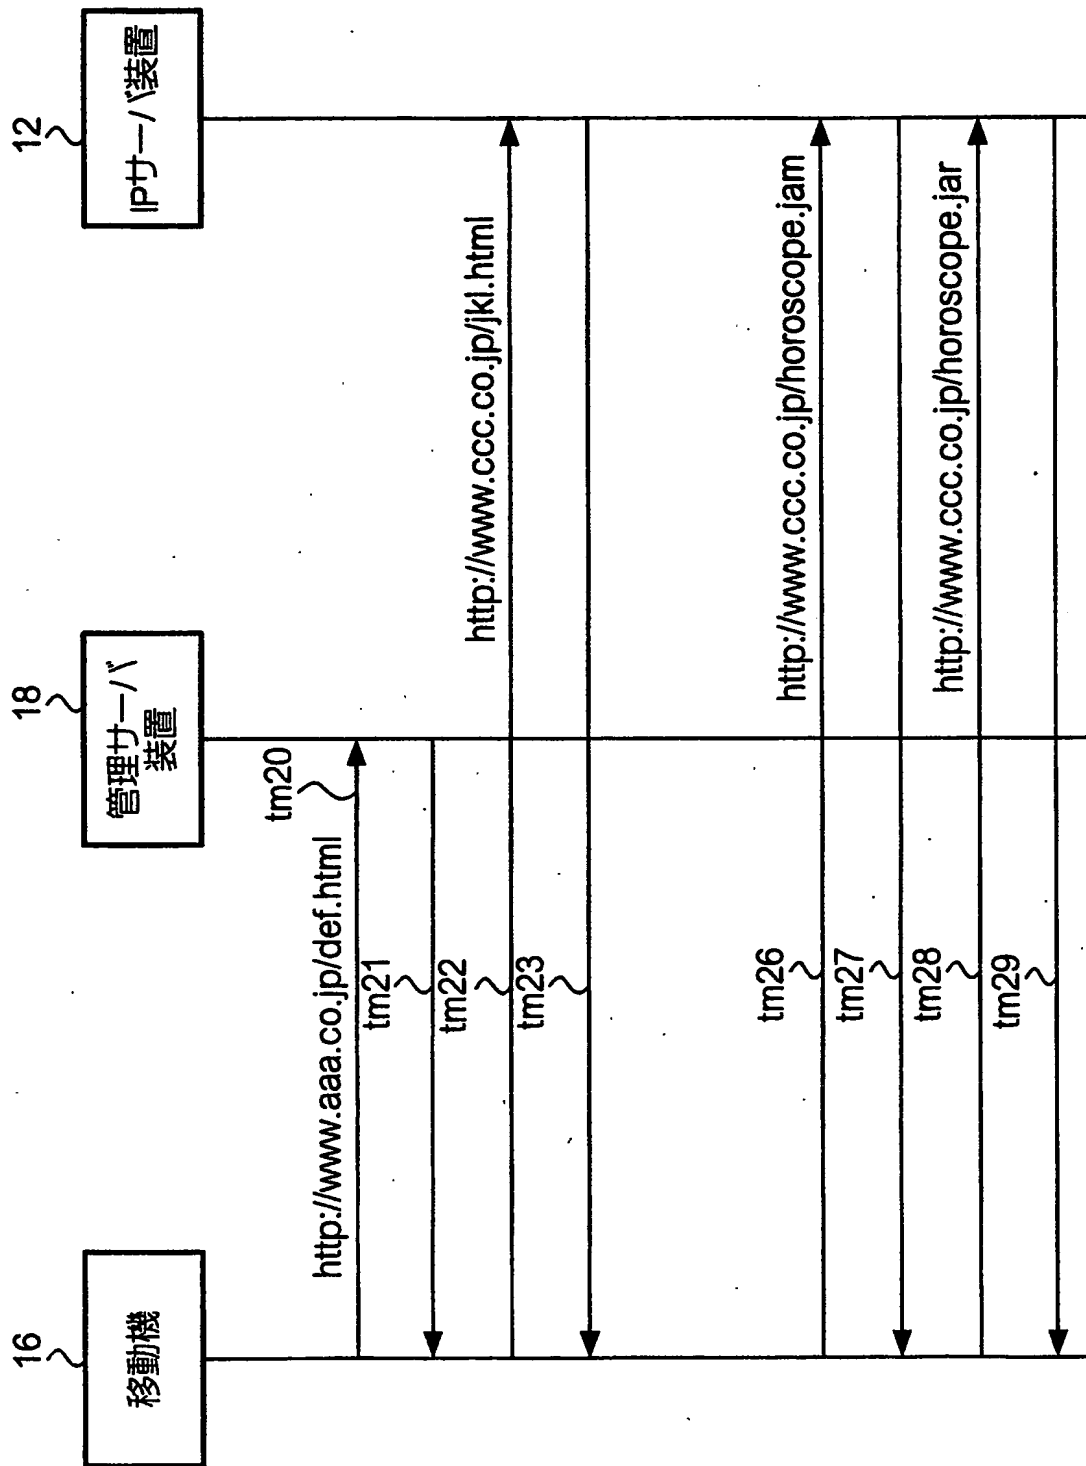 16
移動機
18
管理サーバ
装置
12
IPサーバ装置
http://www.aaa.co.jp/def.html
tm20
tm21
tm22
http://www.ccc.co.jp/jkl.html
tm23
tm26
http://www.ccc.co.jp/horoscope.jam
tm27
tm28
http://www.ccc.co.jp/horoscope.jar
tm29